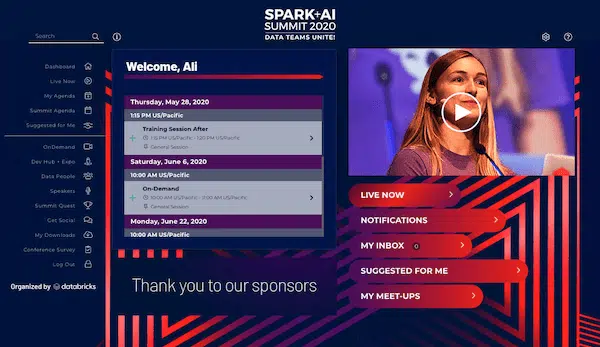 SPARK+AI
SUMMIT 2020
DATA TEAMS UNITE!
Search
Dashboard
Live Now
My Agenda
Summit Agenda
Suggested for Me
OnDemand
Dev Hub + Expo
Data People
Speakers
Summit Quest
Get Social
My Downloads
Conference Survey
Log Out
Organized by databricks
Welcome, Ali
Thursday, May 28, 2020
1:15 PM US/Pacific
Training Session After
1:15 PM US/Pacific - 1:20 PM US/Pacific
General Session
Saturday, June 6, 2020
10:00 AM US/Pacific
On-Demand
10:00 AM US/Pacific - 11:00 AM US/Pacific
General Session
Monday, June 22, 2020
10:00 AM US/Pacific
Thank you to our sponsors
LIVE NOW
NOTIFICATIONS
MY INBOX 0
SUGGESTED FOR ME
MY MEET-UPS